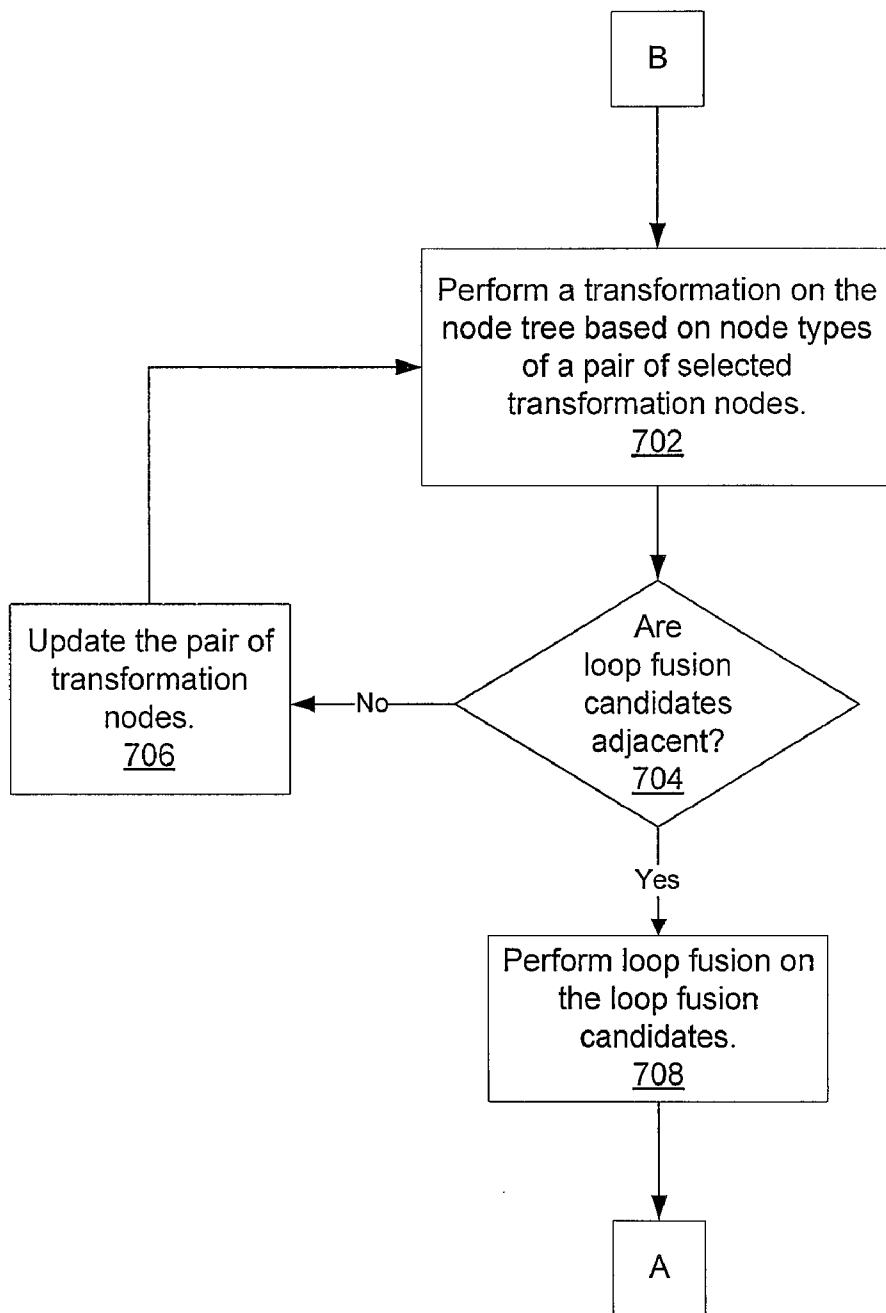 B
Perform a transformation on the
node tree based on node types
of a pair of selected
transformation nodes.
702
Update the pair of
transformation
nodes.
706
No
Are
loop fusion
candidates
adjacent?
704
Yes
Perform loop fusion on
the loop fusion
candidates.
708
A